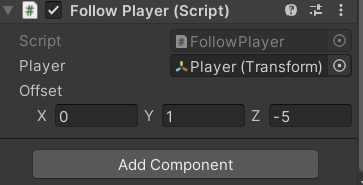 Follow Player (Script)
Script FollowPlayer
Player Player (Transform)
Offset
X 0 Y 1 Z -5
Add Component